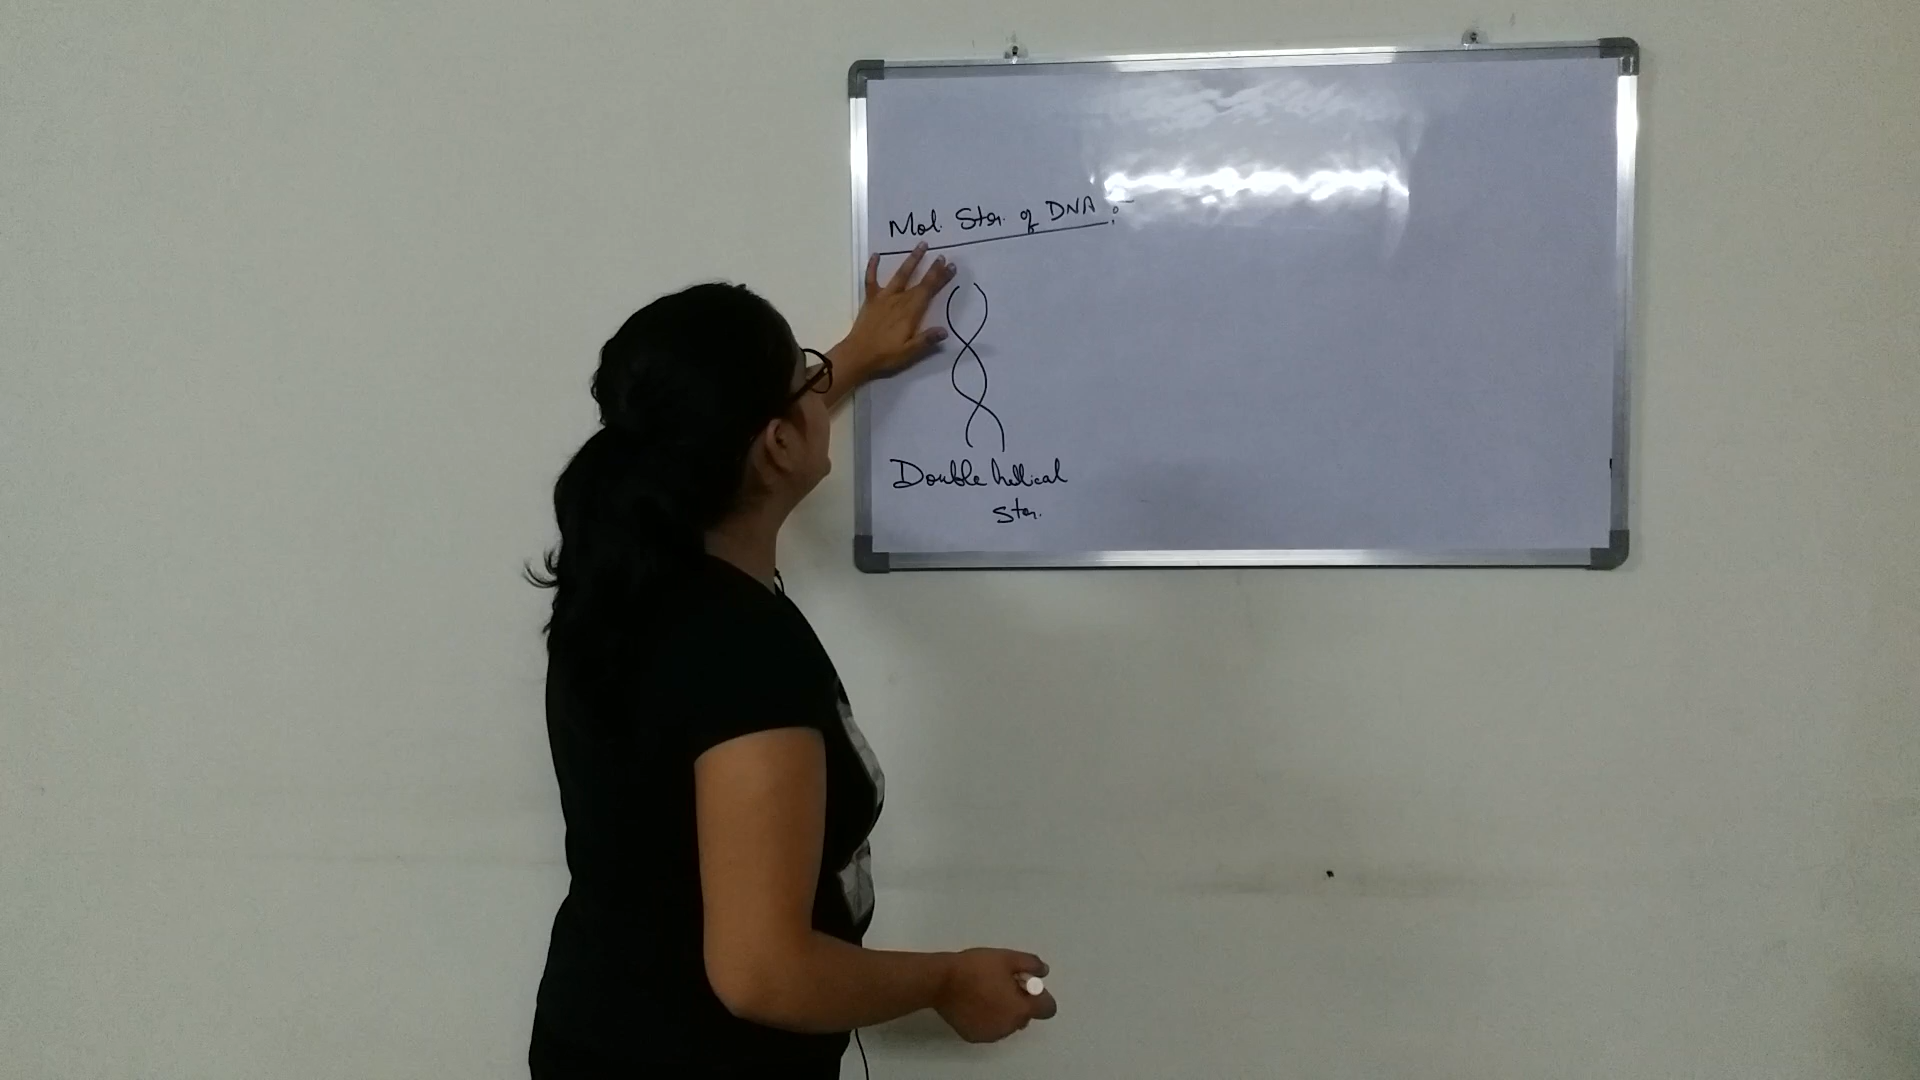 Mol. Str. of DNA :-
Double helical
Str.